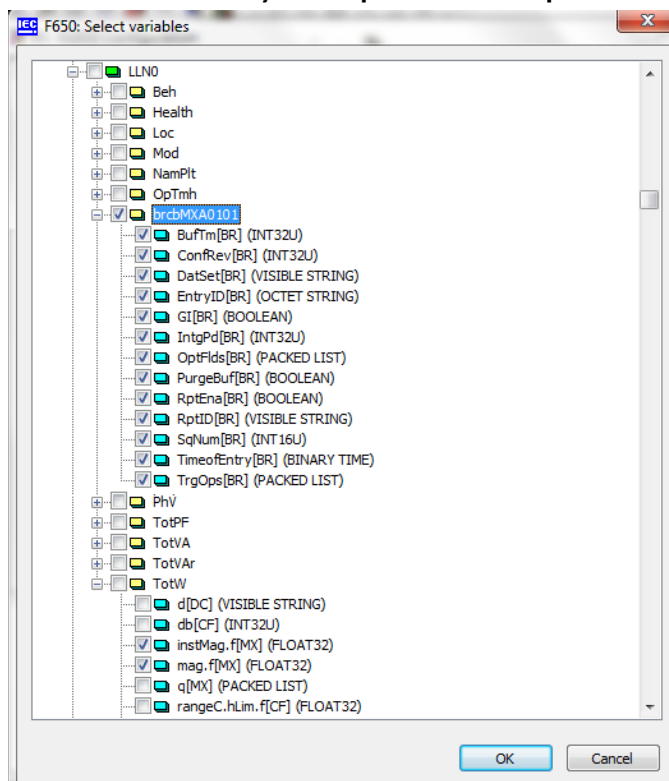 IEC F650: Select variables
LLN0
Beh
Health
Loc
Mod
NamPlt
OpTmh
brcbMXA0101
BufTm[BR] (INT32U)
ConfRev[BR] (INT32U)
DatSet[BR] (VISIBLE STRING)
EntryID[BR] (OCTET STRING)
GI[BR] (BOOLEAN)
IntgPd[BR] (INT32U)
OptFlds[BR] (PACKED LIST)
PurgeBuf[BR] (BOOLEAN)
RptEna[BR] (BOOLEAN)
RptID[BR] (VISIBLE STRING)
SqNum[BR] (INT16U)
TimeofEntry[BR] (BINARY TIME)
TrgOps[BR] (PACKED LIST)
PhV
TotPF
TotVA
TotVAr
TotW
d[DC] (VISIBLE STRING)
db[CF] (INT32U)
instMag.f[MX] (FLOAT32)
mag.f[MX] (FLOAT32)
q[MX] (PACKED LIST)
rangeC.hLim.f[CF] (FLOAT32)
OK Cancel